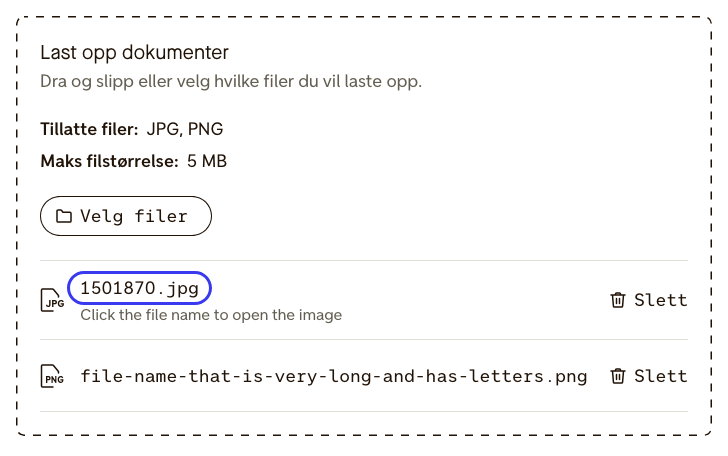 Last opp dokumenter
Dra og slipp eller velg hvilke filer du vil laste opp.
Tillatte filer: JPG, PNG
Maks filstørrelse: 5 MB
Velg filer
JPG 1501870.jpg Slett
Click the file name to open the image
PNG file-name-that-is-very-long-and-has-letters.png Slett